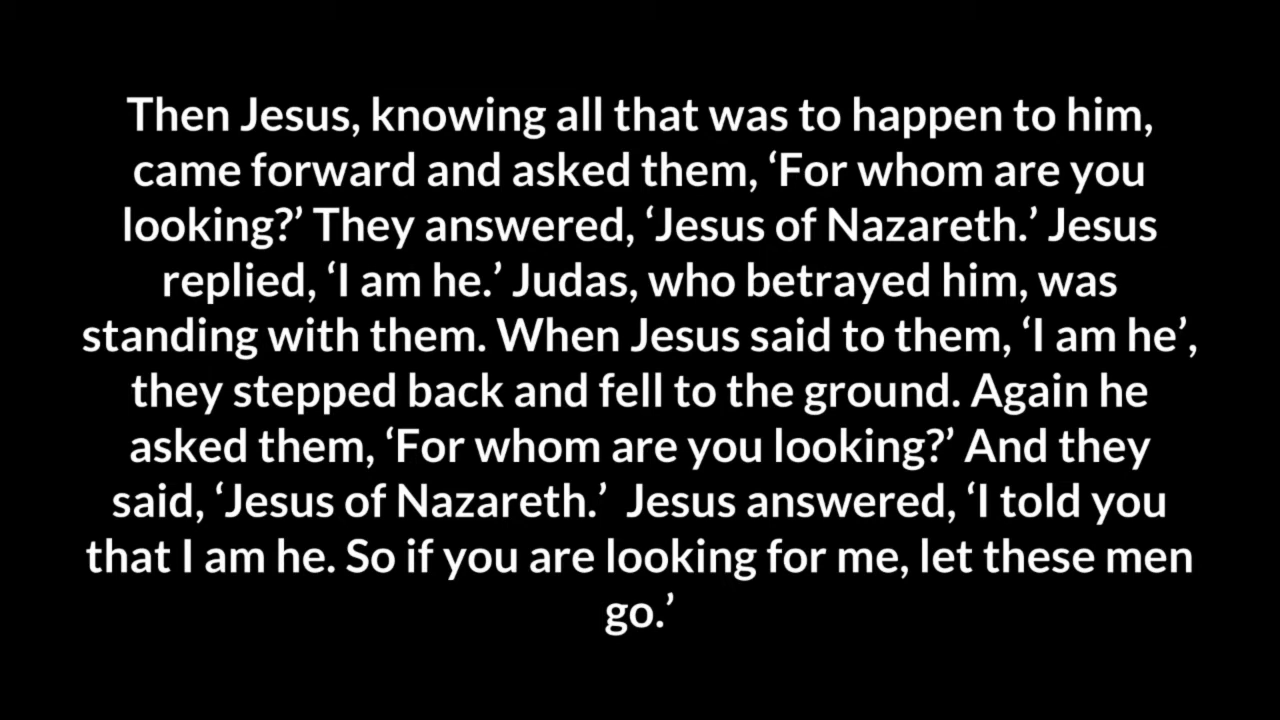 Then Jesus, knowing all that was to happen to him,
came forward and asked them, ‘For whom are you
looking?’ They answered, ‘Jesus of Nazareth.’ Jesus
replied, ‘I am he.’ Judas, who betrayed him, was
standing with them. When Jesus said to them, ‘I am he’,
they stepped back and fell to the ground. Again he
asked them, ‘For whom are you looking?’ And they
said, ‘Jesus of Nazareth.’  Jesus answered, ‘I told you
that I am he. So if you are looking for me, let these men
go.’